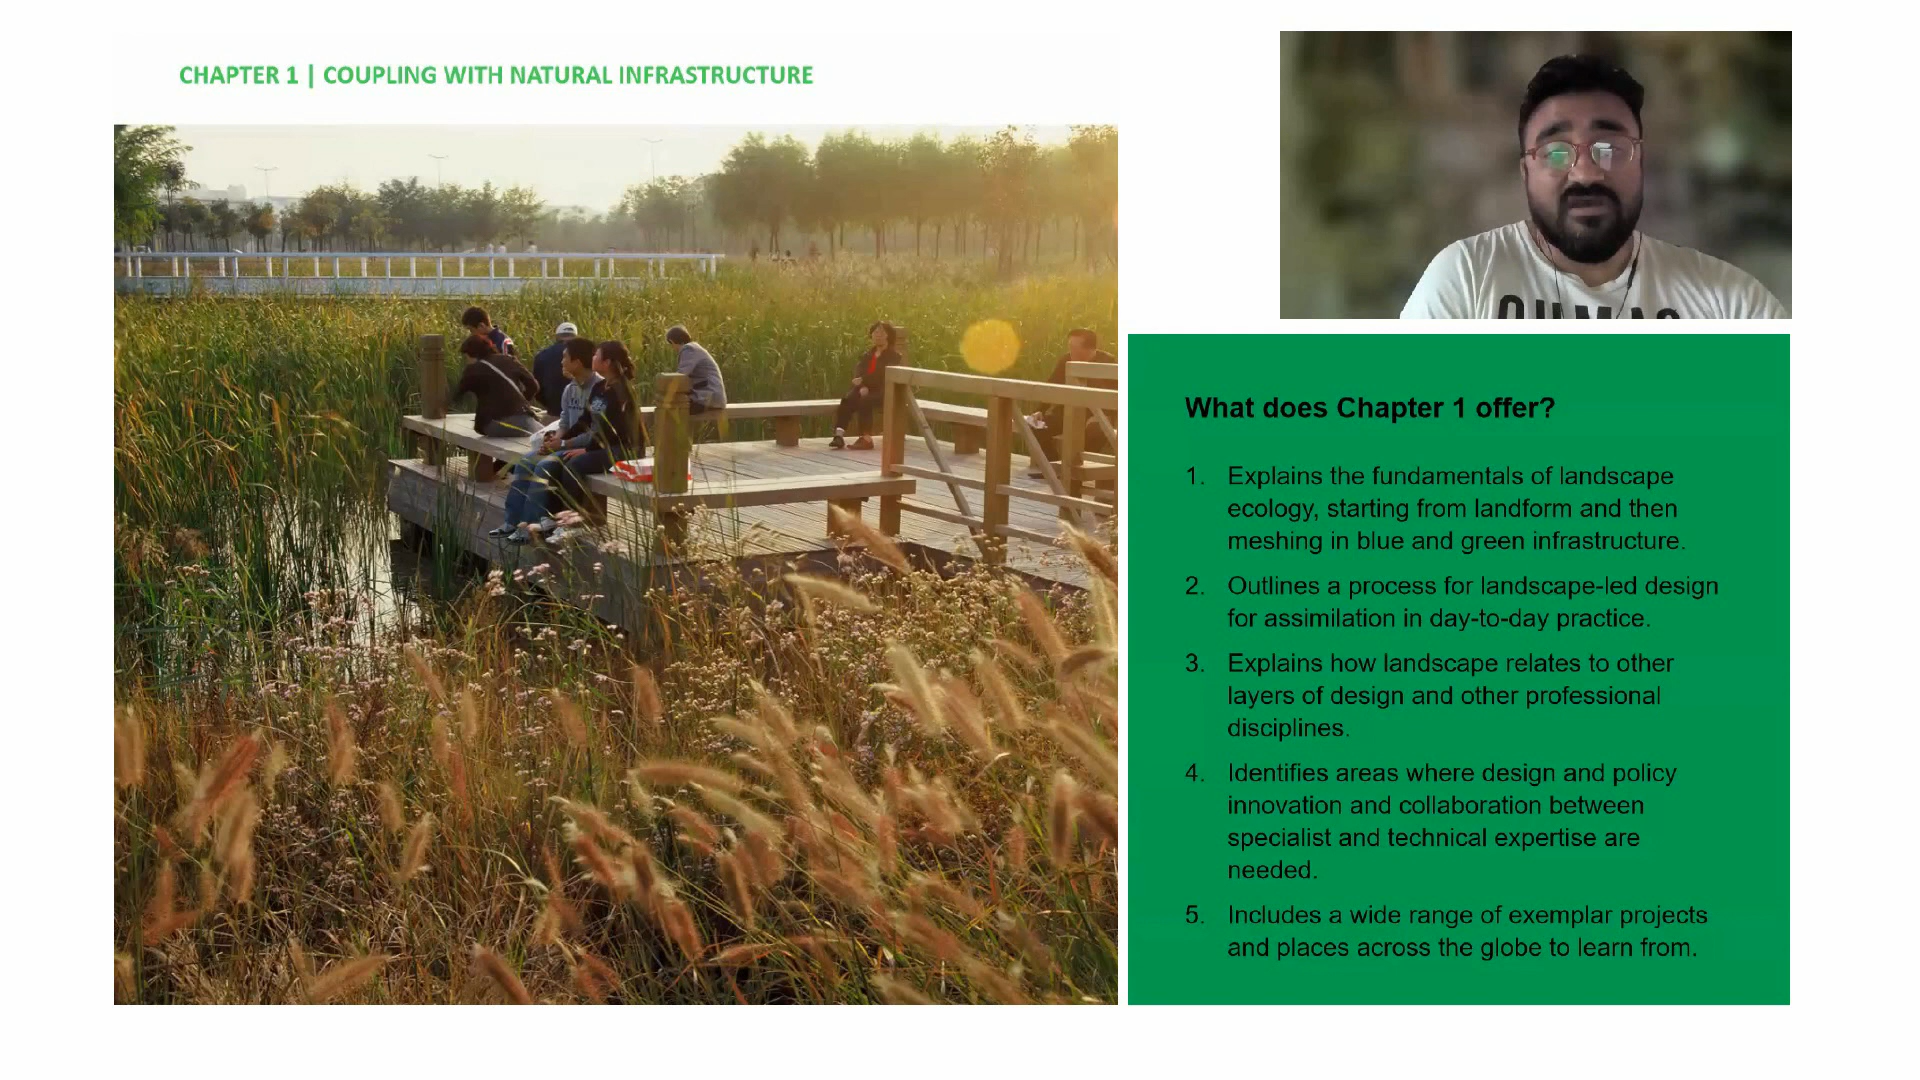 CHAPTER 1 | COUPLING WITH NATURAL INFRASTRUCTURE
What does Chapter 1 offer?
1. Explains the fundamentals of landscape
ecology, starting from landform and then
meshing in blue and green infrastructure.
2. Outlines a process for landscape-led design
for assimilation in day-to-day practice.
3. Explains how landscape relates to other
layers of design and other professional
disciplines.
4. Identifies areas where design and policy
innovation and collaboration between
specialist and technical expertise are
needed.
5. Includes a wide range of exemplar projects
and places across the globe to learn from.